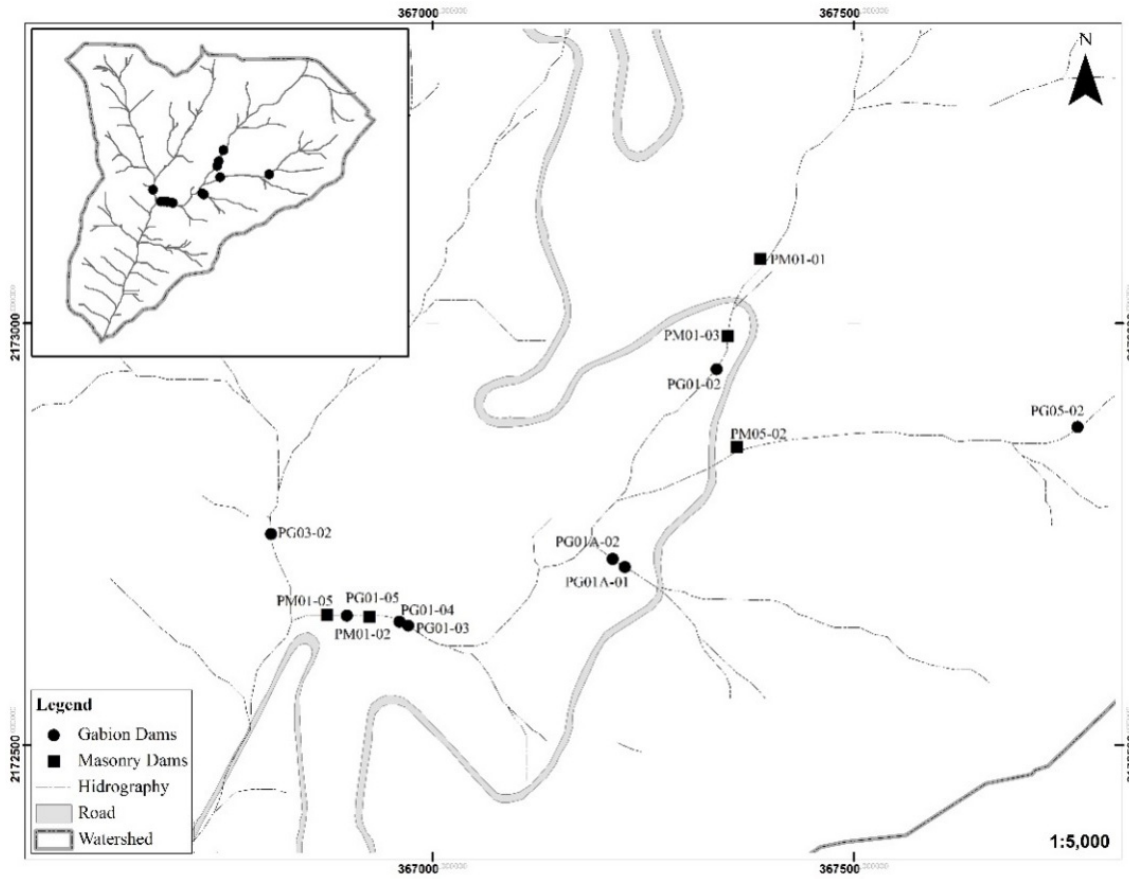 367000
367500
N
PM01-01
2173000
PM01-03
PG01-02
PG05-02
PM05-02
PG03-02
PG01A-02
PG01A-01
PM01-05
PG01-05
PG01-04
PM01-02
PG01-03
Legend
Gabion Dams
Masonry Dams
Hidrography
Road
Watershed
2172500
1:5,000
367000
367500